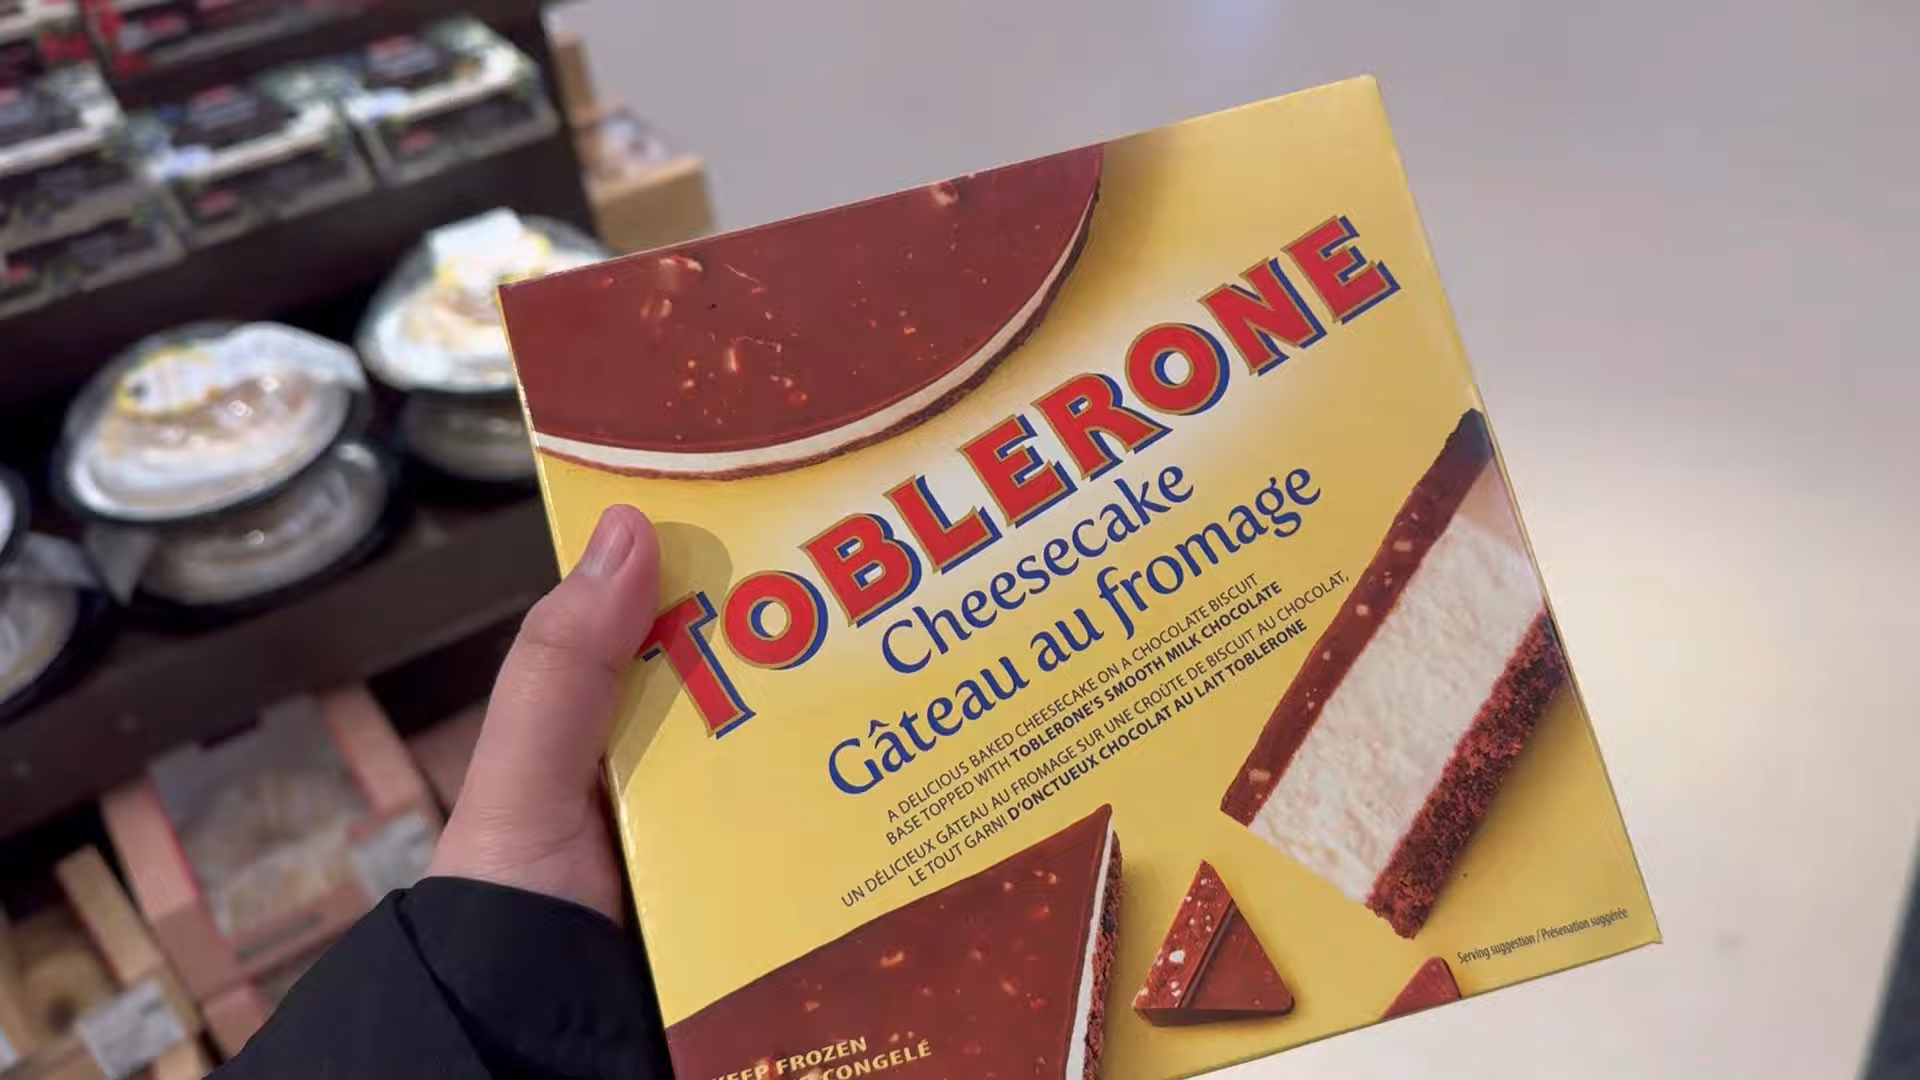 TOBLERONE
Cheesecake
Gâteau au fromage
A DELICIOUS BAKED CHEESECAKE ON A CHOCOLATE BISCUIT
BASE TOPPED WITH TOBLERONE'S SMOOTH MILK CHOCOLATE
UN DÉLICIEUX GÂTEAU AU FROMAGE SUR UNE CROÛTE DE BISCUIT AU CHOCOLAT,
LE TOUT GARNI D'ONCTUEUX CHOCOLAT AU LAIT TOBLERONE
Serving suggestion / Présenation suggérée
KEEP FROZEN
CONGELÉ